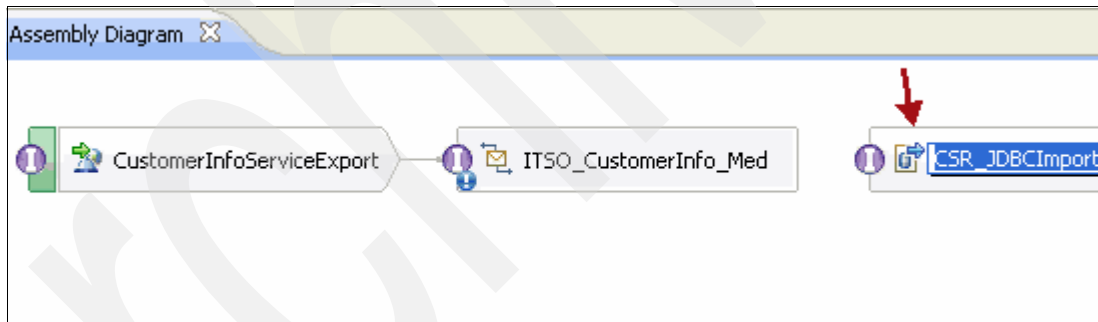 Assembly Diagram
CustomerInfoServiceExport
ITSO_CustomerInfo_Med
CSR_JDBCImport